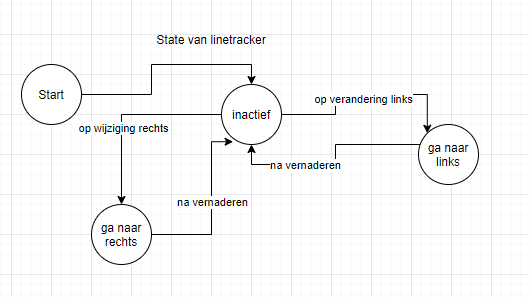 State van linetracker
Start
inactief
op verandering links
op wijziging rechts
ga naar
links
na vernaderen
na vernaderen
ga naar
rechts